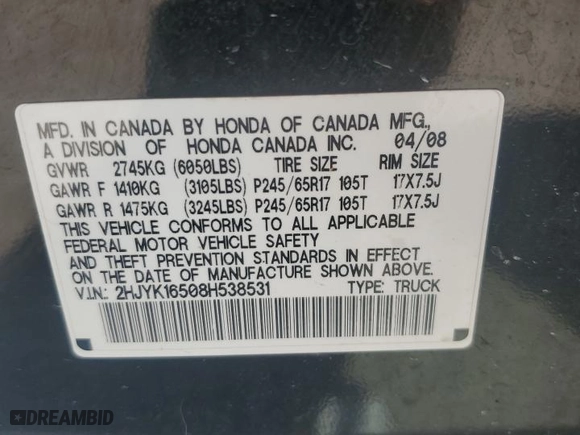 MFD. IN CANADA BY HONDA OF CANADA MFG.,
A DIVISION OF HONDA CANADA INC. 04/08
GVWR 2745KG (6050LBS) TIRE SIZE RIM SIZE
GAWR F 1410KG (3105LBS) P245/65R17 105T 17X7.5J
GAWR R 1475KG (3245LBS) P245/65R17 105T 17X7.5J
THIS VEHICLE CONFORMS TO ALL APPLICABLE
FEDERAL MOTOR VEHICLE SAFETY
AND THEFT PREVENTION STANDARDS IN EFFECT
ON THE DATE OF MANUFACTURE SHOWN ABOVE.
V.I.N.: 2HJYK16508H538531 TYPE: TRUCK
DREAMBID